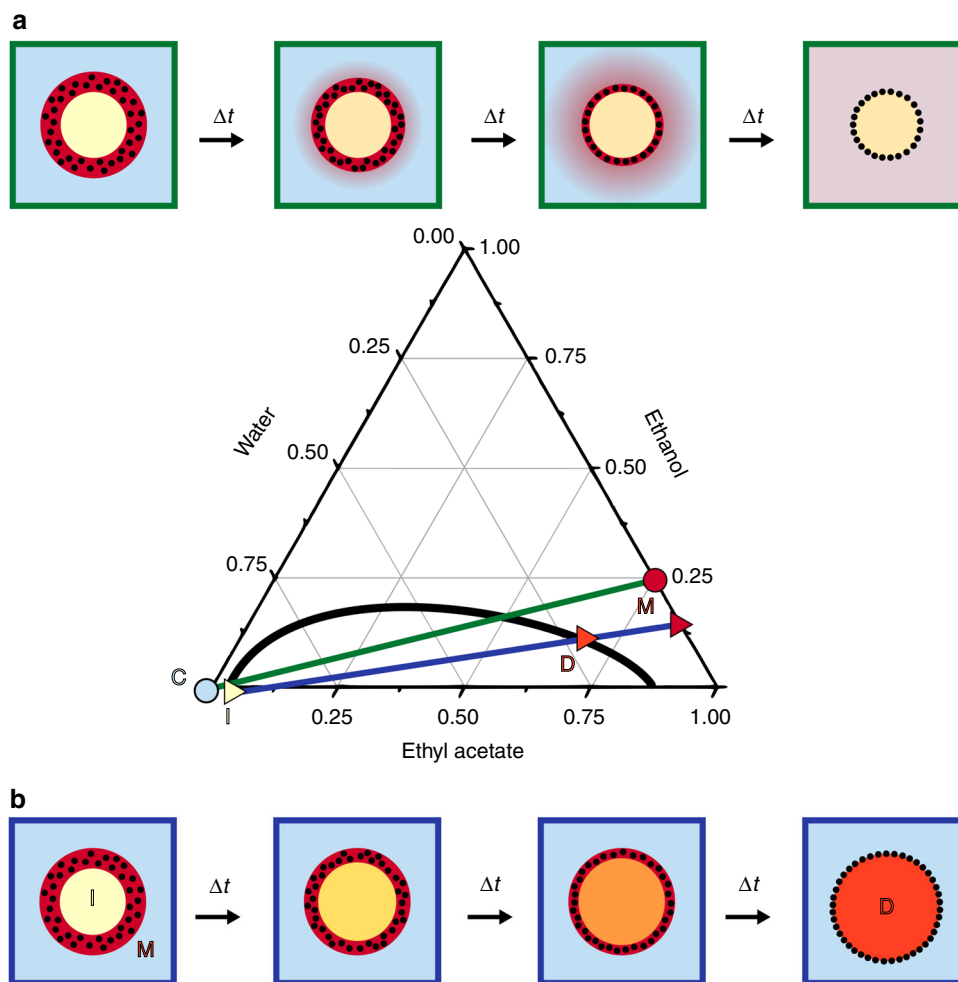 a
Δt
Δt
Δt
0.00 1.00
0.25 0.75
Water Ethanol
0.50 0.50
0.75 0.25
M
C D
I
0.25 0.50 0.75 1.00
Ethyl acetate
b
I Δt Δt Δt D
M